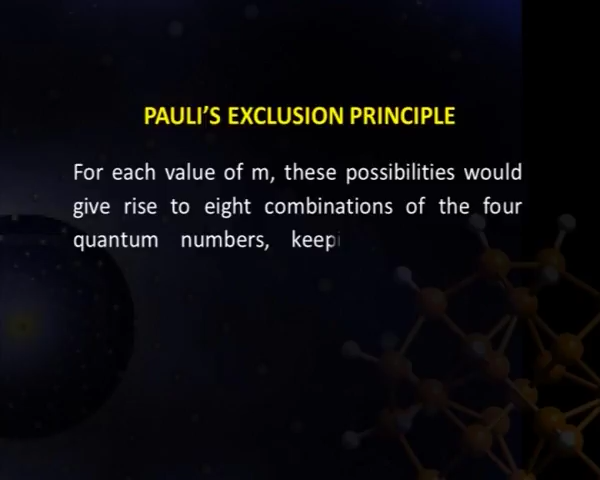 PAULI'S EXCLUSION PRINCIPLE
For each value of m, these possibilities would
give rise to eight combinations of the four
quantum numbers, keepi